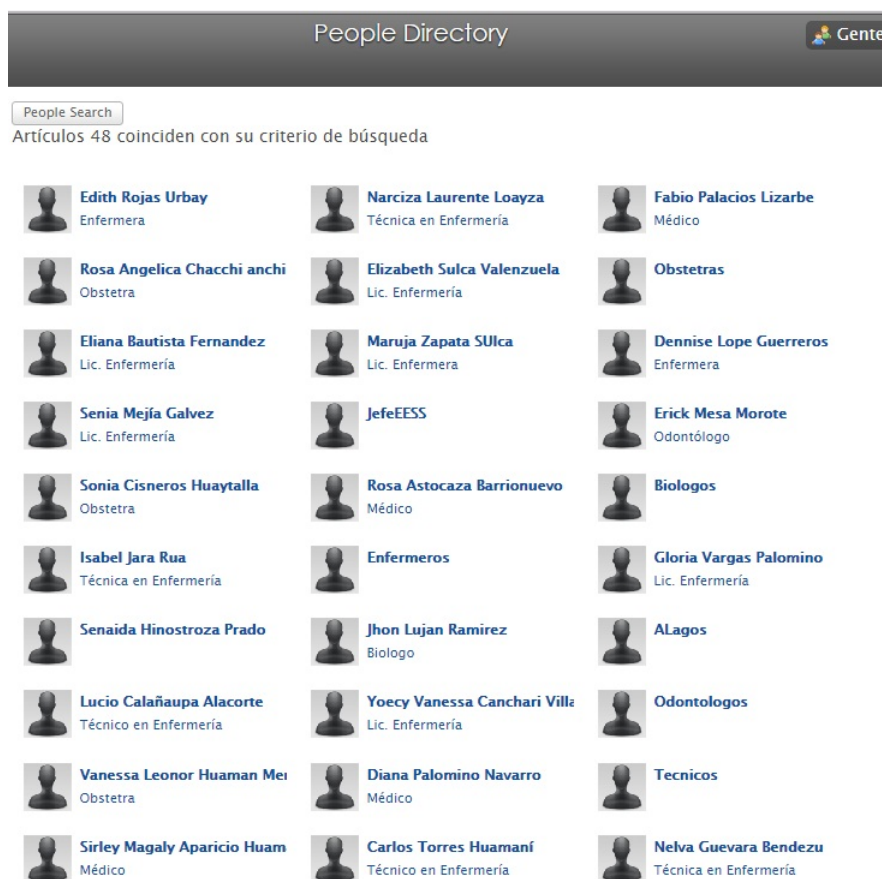 People Directory
Gente
People Search
Artículos 48 coinciden con su criterio de búsqueda
Edith Rojas Urbay
Enfermera
Narciza Laurente Loayza
Técnica en Enfermería
Fabio Palacios Lizarbe
Médico
Rosa Angelica Chacchi anchi
Obstetra
Elizabeth Sulca Valenzuela
Lic. Enfermería
Obstetras
Eliana Bautista Fernandez
Lic. Enfermería
Maruja Zapata SUlca
Lic. Enfermera
Dennise Lope Guerreros
Enfermera
Senia Mejía Galvez
Lic. Enfermería
JefeEESS
Erick Mesa Morote
Odontólogo
Sonia Cisneros Huaytalla
Obstetra
Rosa Astocaza Barrionuevo
Médico
Biologos
Isabel Jara Rua
Técnica en Enfermería
Enfermeros
Gloria Vargas Palomino
Lic. Enfermería
Senaida Hinostroza Prado
Jhon Lujan Ramirez
Biologo
ALagos
Lucio Calañaupa Alacorte
Técnico en Enfermería
Yoecy Vanessa Canchari Villa
Lic. Enfermería
Odontologos
Vanessa Leonor Huaman Mer
Obstetra
Diana Palomino Navarro
Médico
Tecnicos
Sirley Magaly Aparicio Huam
Médico
Carlos Torres Huamaní
Técnico en Enfermería
Nelva Guevara Bendezu
Técnica en Enfermería